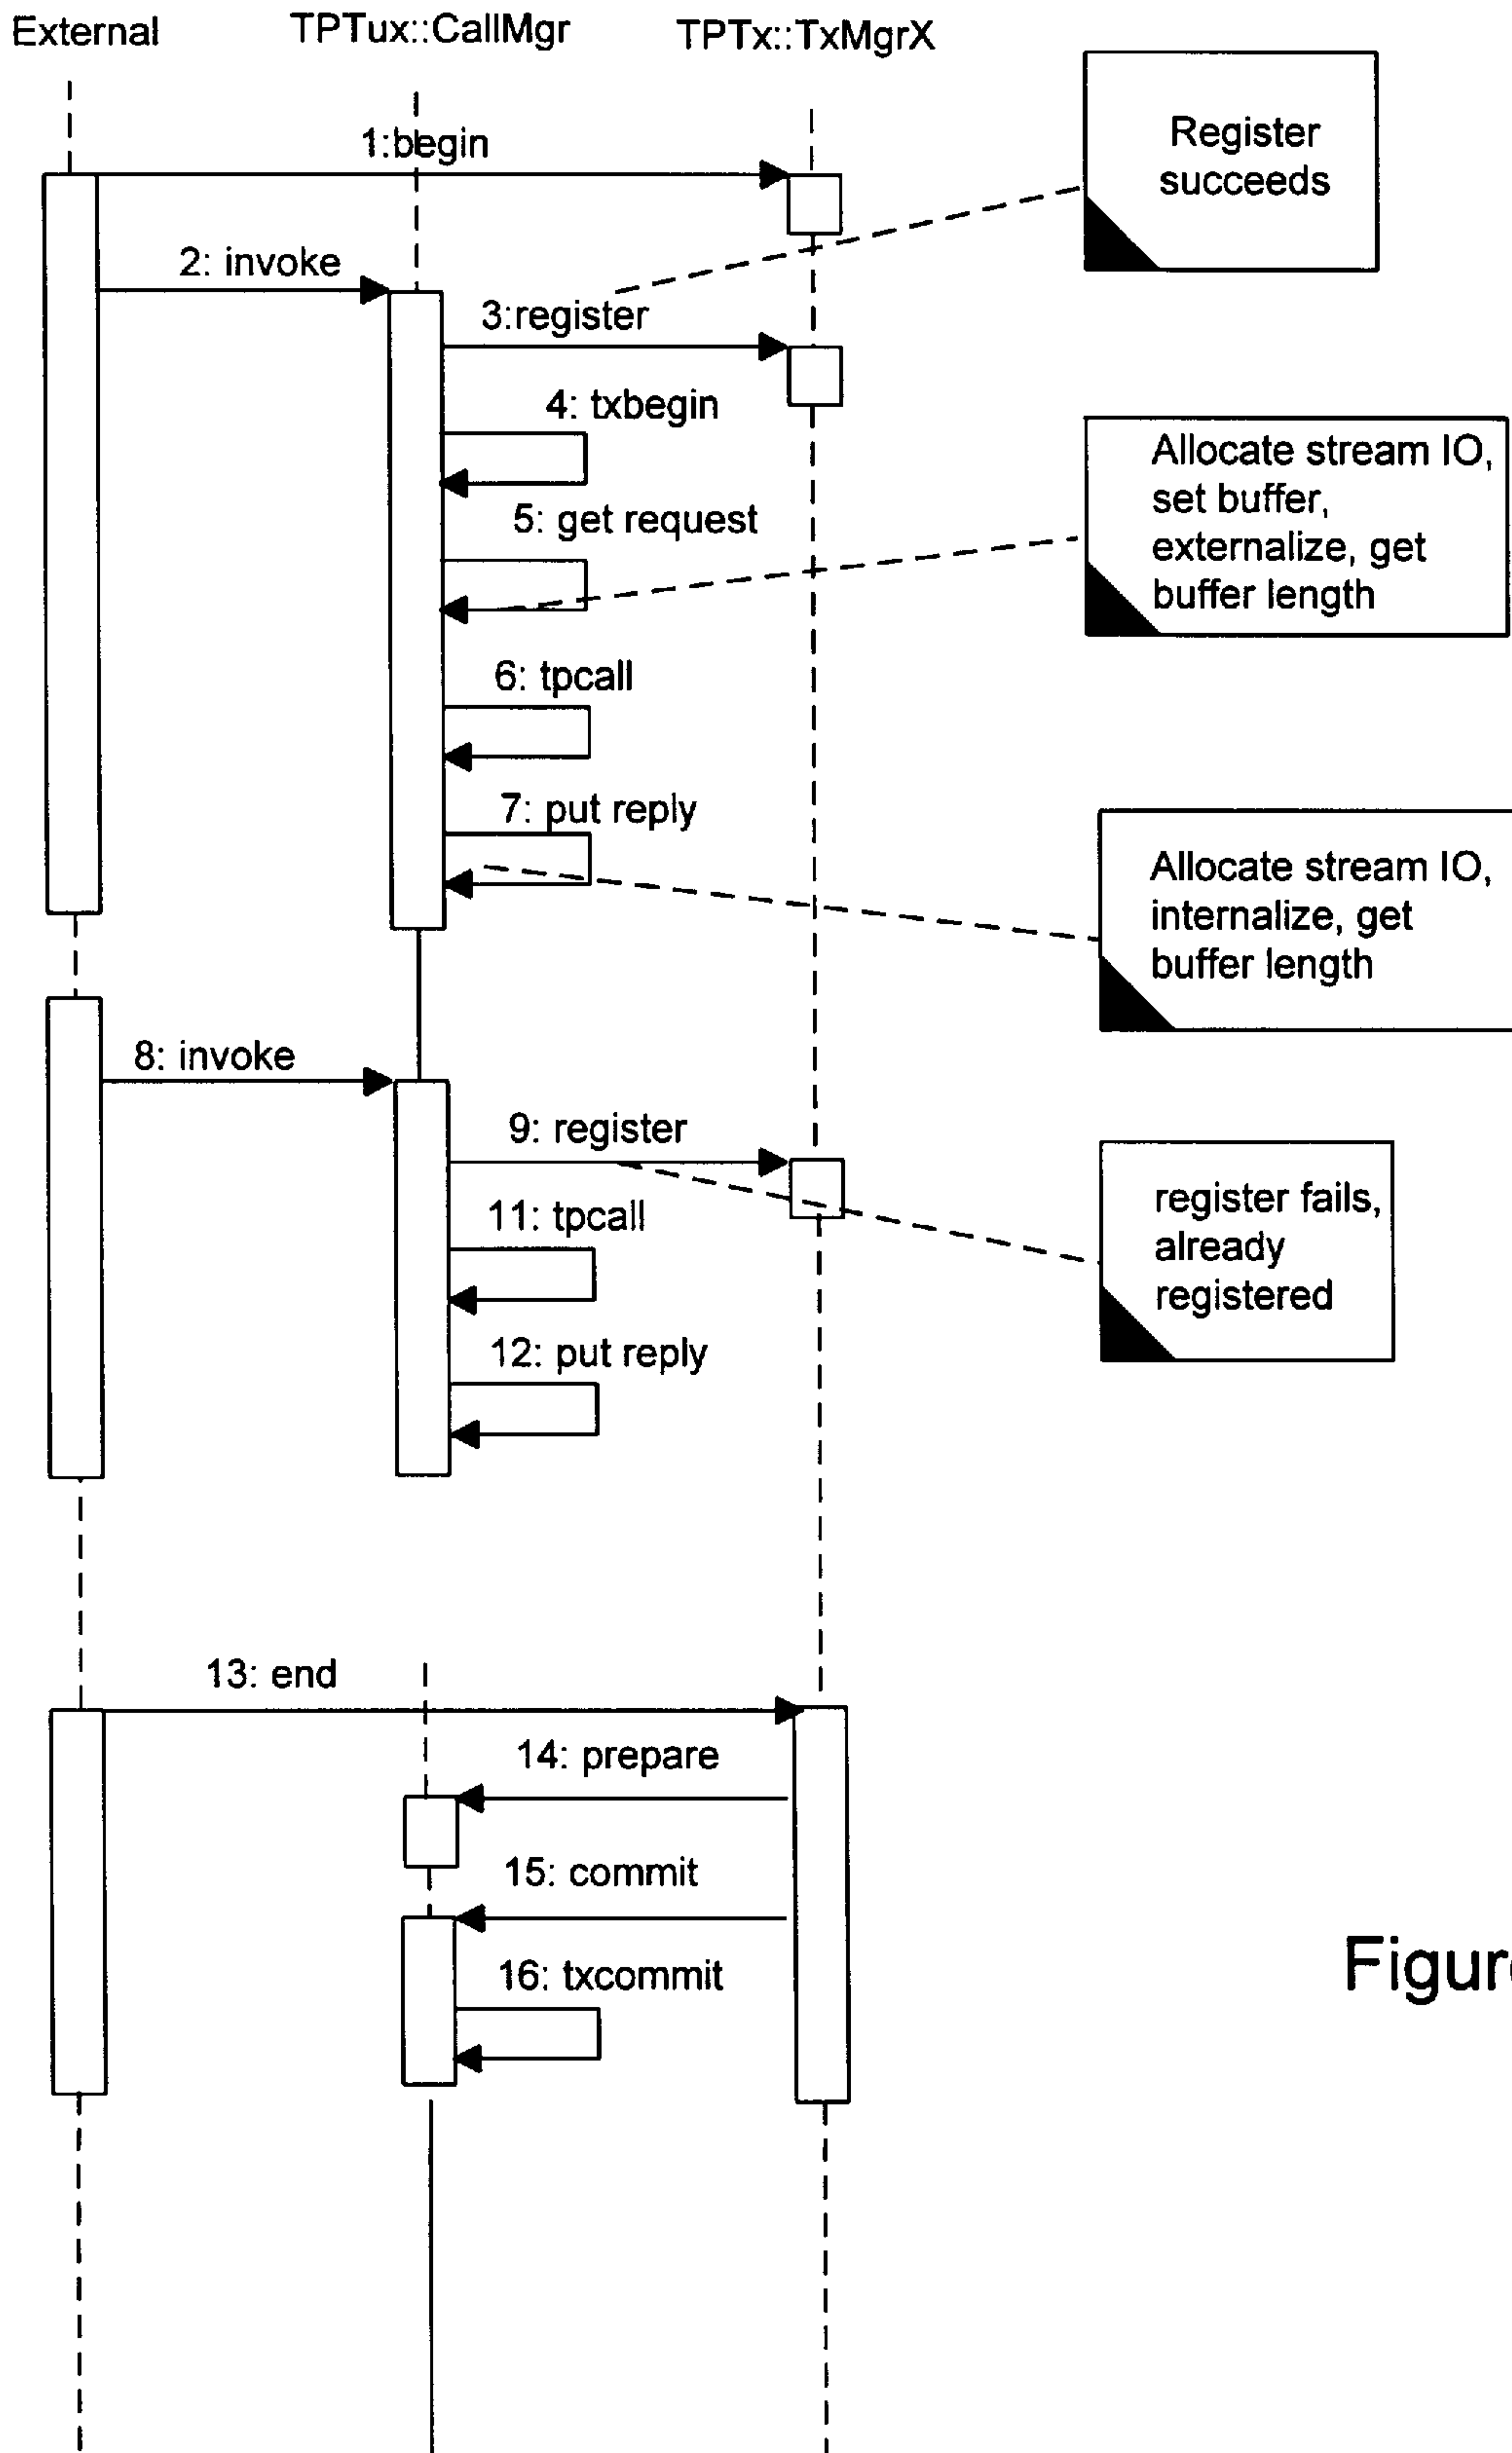 External
TPTux::CallMgr
TPTx::TxMgrX
1:begin
Register
succeeds
2: invoke
3:register
4: txbegin
Allocate stream IO,
set buffer,
externalize, get
buffer length
5: get request
6: tpcall
7: put reply
Allocate stream IO,
internalize, get
buffer length
8: invoke
9: register
register fails,
already
registered
11: tpcall
12: put reply
13: end
14: prepare
15: commit
16: txcommit